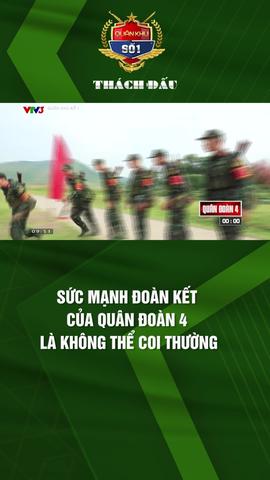 QUÂN KHU
SỐ 1
THÁCH ĐẤU
VTV3
QUÂN ĐOÀN 4
00:00
09:53
SỨC MẠNH ĐOÀN KẾT
CỦA QUÂN ĐOÀN 4
LÀ KHÔNG THỂ COI THƯỜNG